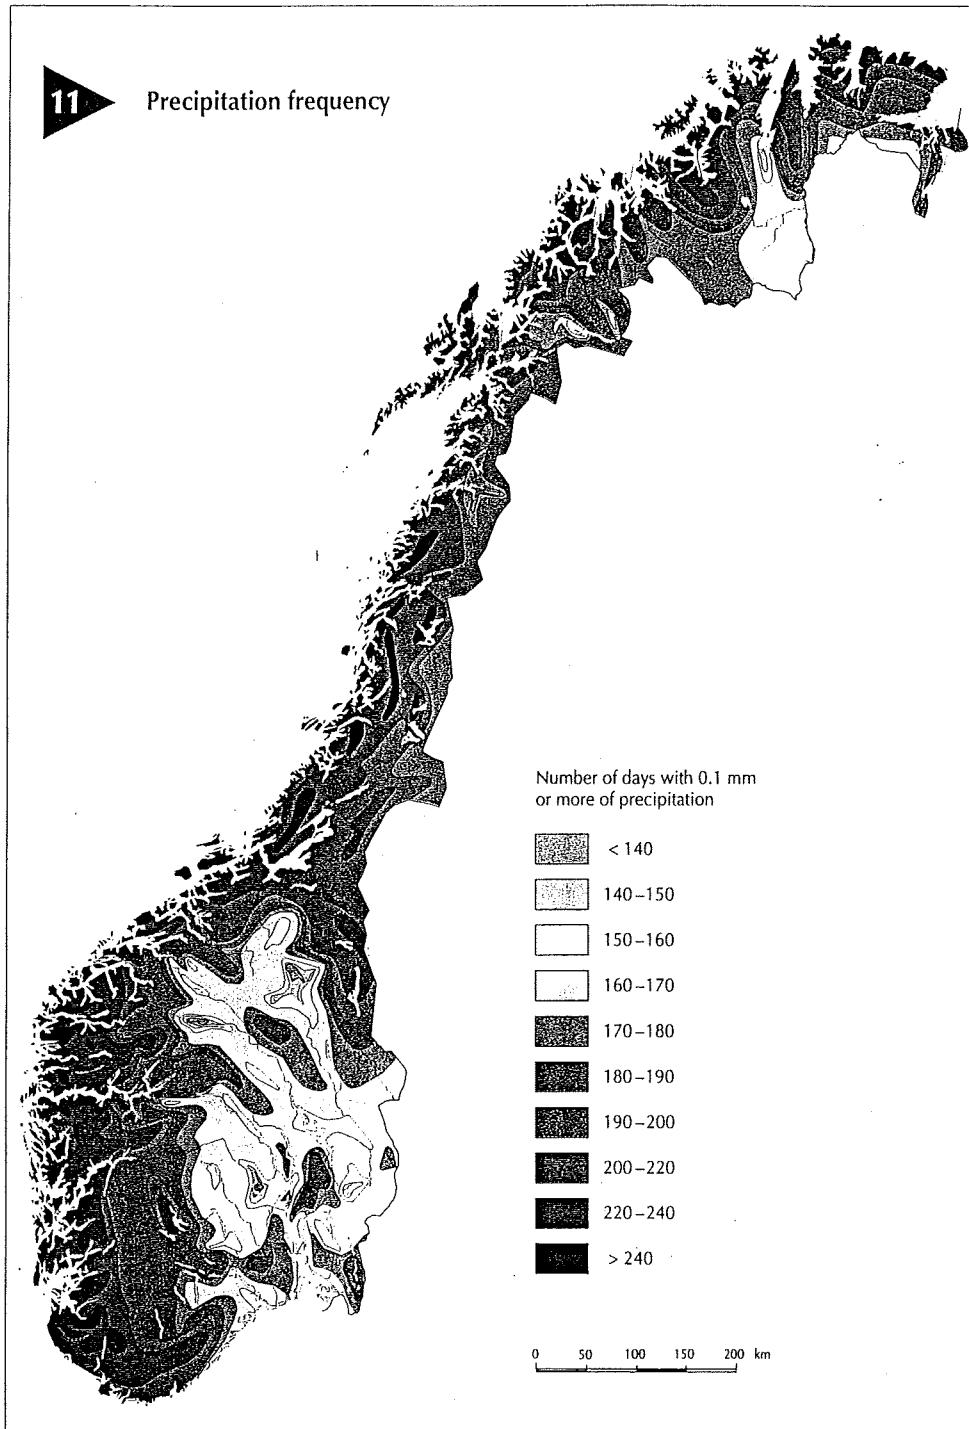 11
Precipitation frequency
Number of days with 0.1 mm
or more of precipitation
< 140
140–150
150–160
160–170
170–180
180–190
190–200
200–220
220–240
> 240
0 50 100 150 200 km